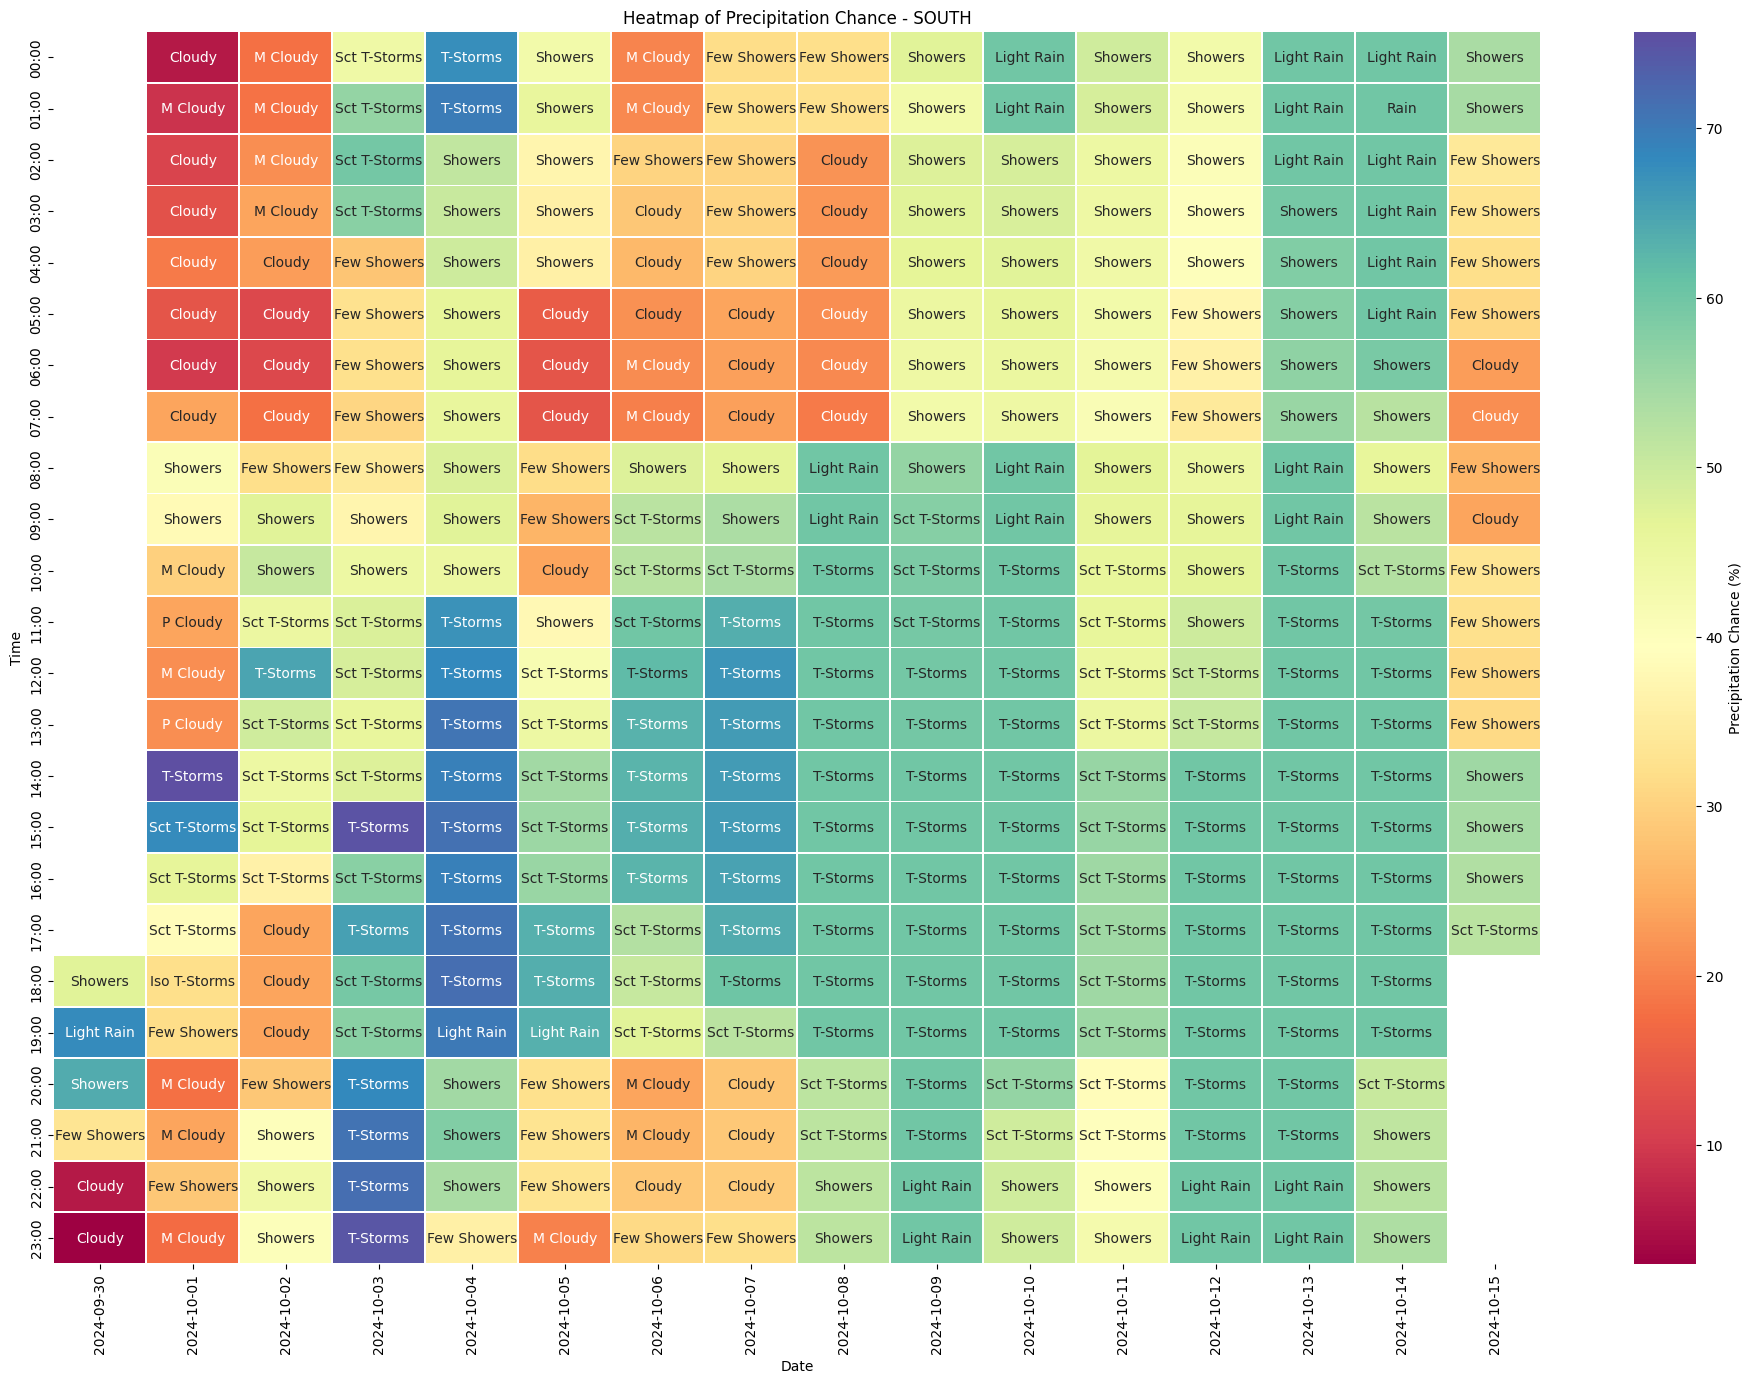 Heatmap of Precipitation Chance - SOUTH
00:00 Cloudy M Cloudy Sct T-Storms T-Storms Showers M Cloudy Few Showers Few Showers Showers Light Rain Showers Showers Light Rain Light Rain Showers
01:00 M Cloudy M Cloudy Sct T-Storms T-Storms Showers M Cloudy Few Showers Few Showers Showers Light Rain Showers Showers Light Rain Rain Showers
02:00 Cloudy M Cloudy Sct T-Storms Showers Showers Few Showers Few Showers Cloudy Showers Showers Showers Showers Light Rain Light Rain Few Showers
03:00 Cloudy M Cloudy Sct T-Storms Showers Showers Cloudy Few Showers Cloudy Showers Showers Showers Showers Showers Light Rain Few Showers
04:00 Cloudy Cloudy Few Showers Showers Showers Cloudy Few Showers Cloudy Showers Showers Showers Showers Showers Light Rain Few Showers
05:00 Cloudy Cloudy Few Showers Showers Cloudy Cloudy Cloudy Cloudy Showers Showers Showers Few Showers Showers Light Rain Few Showers
06:00 Cloudy Cloudy Few Showers Showers Cloudy M Cloudy Cloudy Cloudy Showers Showers Showers Few Showers Showers Showers Cloudy
07:00 Cloudy Cloudy Few Showers Showers Cloudy M Cloudy Cloudy Cloudy Showers Showers Showers Few Showers Showers Showers Cloudy
08:00 Showers Few Showers Few Showers Showers Few Showers Showers Showers Light Rain Showers Light Rain Showers Showers Light Rain Showers Few Showers
09:00 Showers Showers Showers Showers Few Showers Sct T-Storms Showers Light Rain Sct T-Storms Light Rain Showers Showers Light Rain Showers Cloudy
10:00 M Cloudy Showers Showers Showers Cloudy Sct T-Storms Sct T-Storms T-Storms Sct T-Storms T-Storms Sct T-Storms Showers T-Storms Sct T-Storms Few Showers
11:00 P Cloudy Sct T-Storms Sct T-Storms T-Storms Showers Sct T-Storms T-Storms T-Storms Sct T-Storms T-Storms Sct T-Storms Showers T-Storms T-Storms Few Showers
12:00 M Cloudy T-Storms Sct T-Storms T-Storms Sct T-Storms T-Storms T-Storms T-Storms T-Storms T-Storms Sct T-Storms Sct T-Storms T-Storms T-Storms Few Showers
13:00 P Cloudy Sct T-Storms Sct T-Storms T-Storms Sct T-Storms T-Storms T-Storms T-Storms T-Storms T-Storms Sct T-Storms Sct T-Storms T-Storms T-Storms Few Showers
14:00 T-Storms Sct T-Storms Sct T-Storms T-Storms Sct T-Storms T-Storms T-Storms T-Storms T-Storms T-Storms Sct T-Storms T-Storms T-Storms T-Storms Showers
15:00 Sct T-Storms Sct T-Storms T-Storms T-Storms Sct T-Storms T-Storms T-Storms T-Storms T-Storms T-Storms Sct T-Storms T-Storms T-Storms T-Storms Showers
16:00 Sct T-Storms Sct T-Storms Sct T-Storms T-Storms Sct T-Storms T-Storms T-Storms T-Storms T-Storms T-Storms Sct T-Storms T-Storms T-Storms T-Storms Showers
17:00 Sct T-Storms Cloudy T-Storms T-Storms T-Storms Sct T-Storms T-Storms T-Storms T-Storms T-Storms Sct T-Storms T-Storms T-Storms T-Storms Sct T-Storms
18:00 Showers Iso T-Storms Cloudy Sct T-Storms T-Storms T-Storms Sct T-Storms T-Storms T-Storms T-Storms T-Storms Sct T-Storms T-Storms T-Storms T-Storms
19:00 Light Rain Few Showers Cloudy Sct T-Storms Light Rain Light Rain Sct T-Storms Sct T-Storms T-Storms T-Storms T-Storms Sct T-Storms T-Storms T-Storms T-Storms
20:00 Showers M Cloudy Few Showers T-Storms Showers Few Showers M Cloudy Cloudy Sct T-Storms T-Storms Sct T-Storms Sct T-Storms T-Storms T-Storms Sct T-Storms
21:00 Few Showers M Cloudy Showers T-Storms Showers Few Showers M Cloudy Cloudy Sct T-Storms T-Storms Sct T-Storms Sct T-Storms T-Storms T-Storms Showers
22:00 Cloudy Few Showers Showers T-Storms Showers Few Showers Cloudy Cloudy Showers Light Rain Showers Showers Light Rain Light Rain Showers
23:00 Cloudy M Cloudy Showers T-Storms Few Showers M Cloudy Few Showers Few Showers Showers Light Rain Showers Showers Light Rain Light Rain Showers
2024-09-30 2024-10-01 2024-10-02 2024-10-03 2024-10-04 2024-10-05 2024-10-06 2024-10-07 2024-10-08 2024-10-09 2024-10-10 2024-10-11 2024-10-12 2024-10-13 2024-10-14 2024-10-15
Date
Time
70
60
50
40
30
20
10
Precipitation Chance (%)